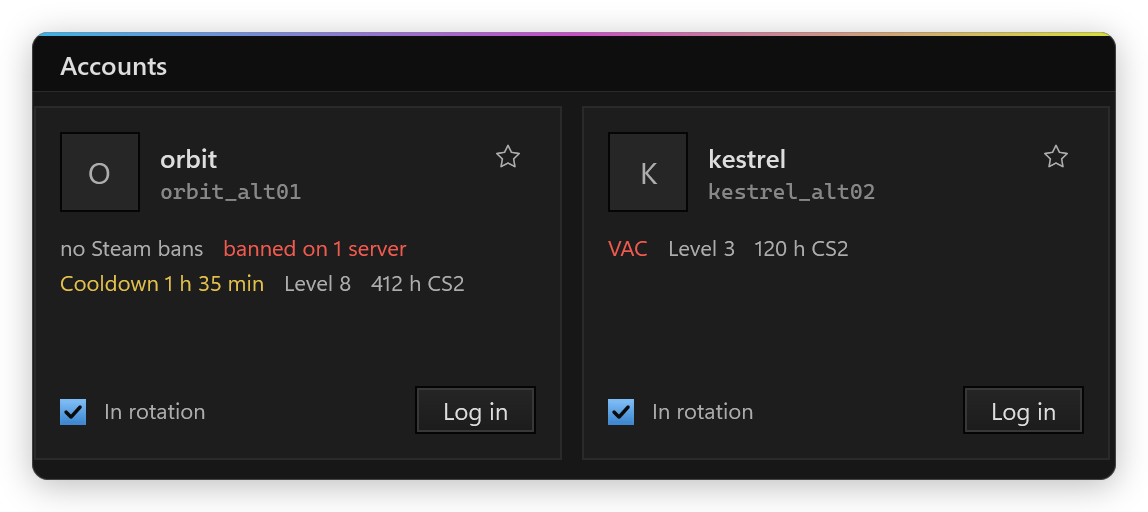 Accounts
O
orbit
orbit_alt01
no Steam bans banned on 1 server
Cooldown 1 h 35 min Level 8 412 h CS2
In rotation
Log in
K
kestrel
kestrel_alt02
VAC Level 3 120 h CS2
In rotation
Log in